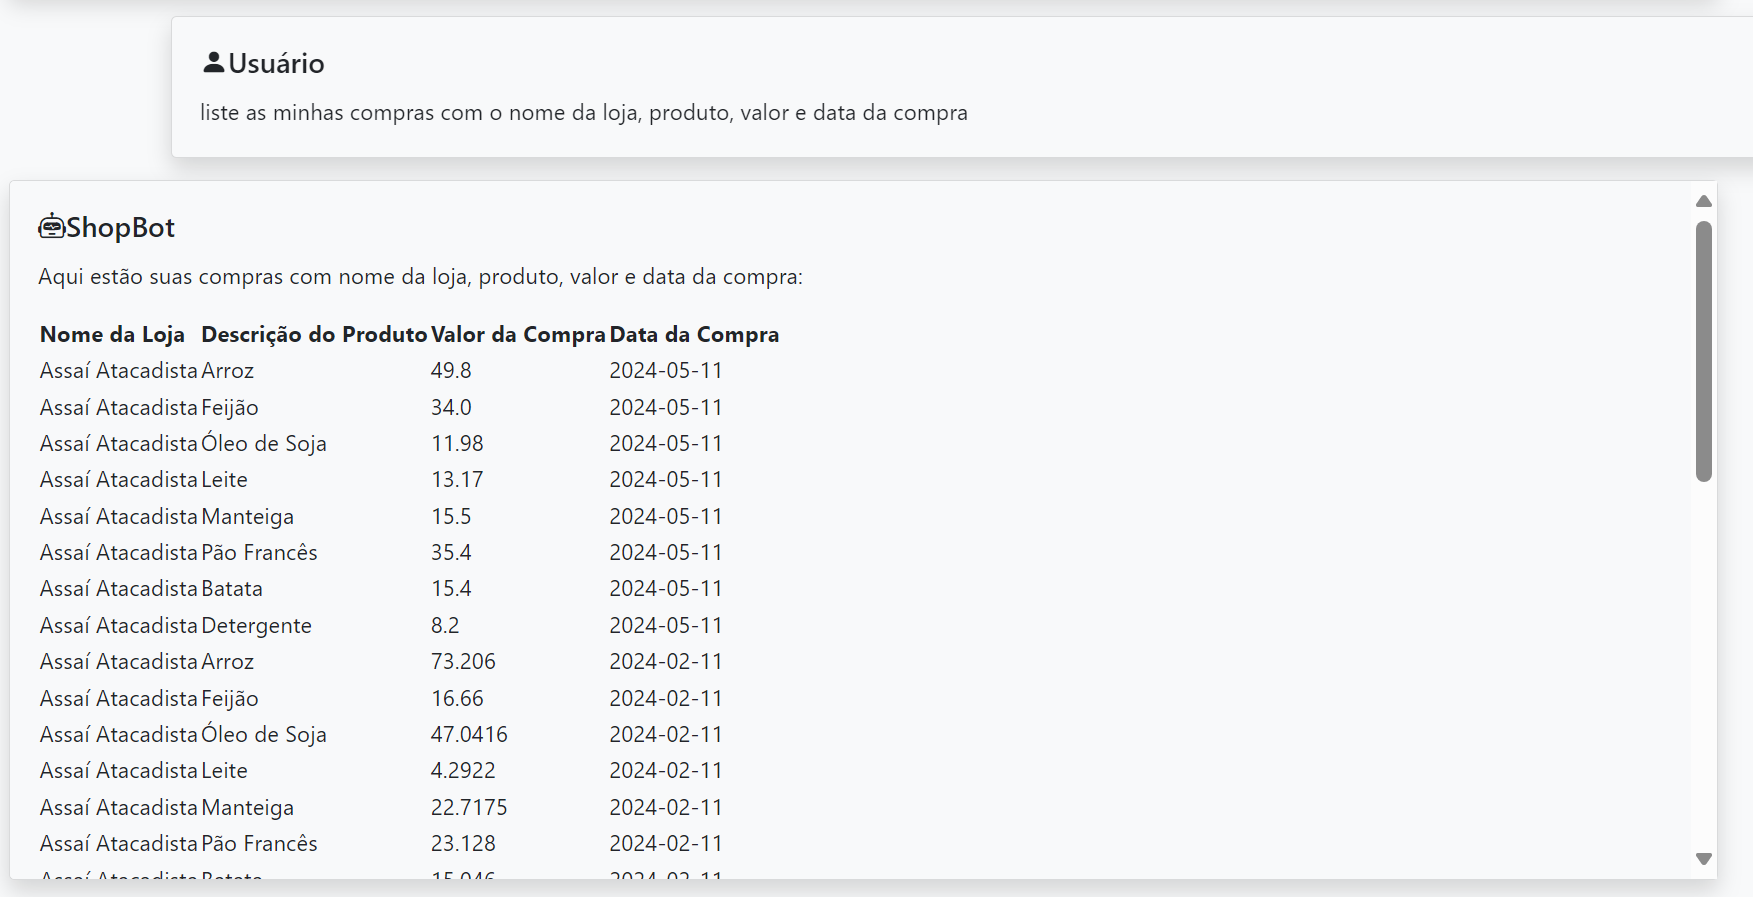 Usuário
liste as minhas compras com o nome da loja, produto, valor e data da compra
ShopBot
Aqui estão suas compras com nome da loja, produto, valor e data da compra:
Nome da Loja Descrição do Produto Valor da Compra Data da Compra
Assaí Atacadista Arroz 49.8 2024-05-11
Assaí Atacadista Feijão 34.0 2024-05-11
Assaí Atacadista Óleo de Soja 11.98 2024-05-11
Assaí Atacadista Leite 13.17 2024-05-11
Assaí Atacadista Manteiga 15.5 2024-05-11
Assaí Atacadista Pão Francês 35.4 2024-05-11
Assaí Atacadista Batata 15.4 2024-05-11
Assaí Atacadista Detergente 8.2 2024-05-11
Assaí Atacadista Arroz 73.206 2024-02-11
Assaí Atacadista Feijão 16.66 2024-02-11
Assaí Atacadista Óleo de Soja 47.0416 2024-02-11
Assaí Atacadista Leite 4.2922 2024-02-11
Assaí Atacadista Manteiga 22.7175 2024-02-11
Assaí Atacadista Pão Francês 23.128 2024-02-11
Assaí Atacadista Batata 15.046 2024-02-11